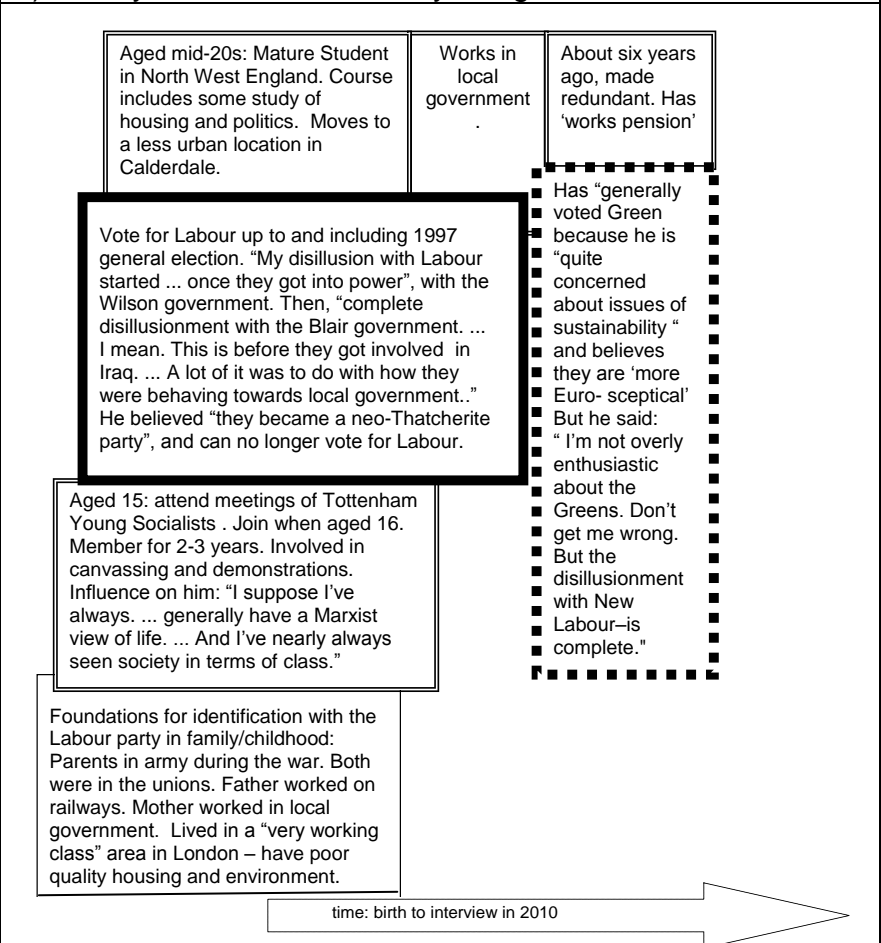 Aged mid-20s: Mature Student
in North West England. Course
includes some study of
housing and politics.  Moves to
a less urban location in
Calderdale.
Works in
local
government
.
About six years
ago, made
redundant. Has
‘works pension’
Vote for Labour up to and including 1997
general election. “My disillusion with Labour
started ... once they got into power”, with the
Wilson government. Then, “complete
disillusionment with the Blair government. ...
I mean. This is before they got involved  in
Iraq. ... A lot of it was to do with how they
were behaving towards local government..”
He believed “they became a neo-Thatcherite
party”, and can no longer vote for Labour.
Has “generally
voted Green
because he is
“quite
concerned
about issues of
sustainability “
and believes
they are ‘more
Euro- sceptical’
But he said:
“ I’m not overly
enthusiastic
about the
Greens. Don’t
get me wrong.
But the
disillusionment
with New
Labour–is
complete."
Aged 15: attend meetings of Tottenham
Young Socialists . Join when aged 16.
Member for 2-3 years. Involved in
canvassing and demonstrations.
Influence on him: “I suppose I’ve
always. ... generally have a Marxist
view of life. ... And I’ve nearly always
seen society in terms of class.”
Foundations for identification with the
Labour party in family/childhood:
Parents in army during the war. Both
were in the unions. Father worked on
railways. Mother worked in local
government.  Lived in a “very working
class” area in London – have poor
quality housing and environment.
time: birth to interview in 2010